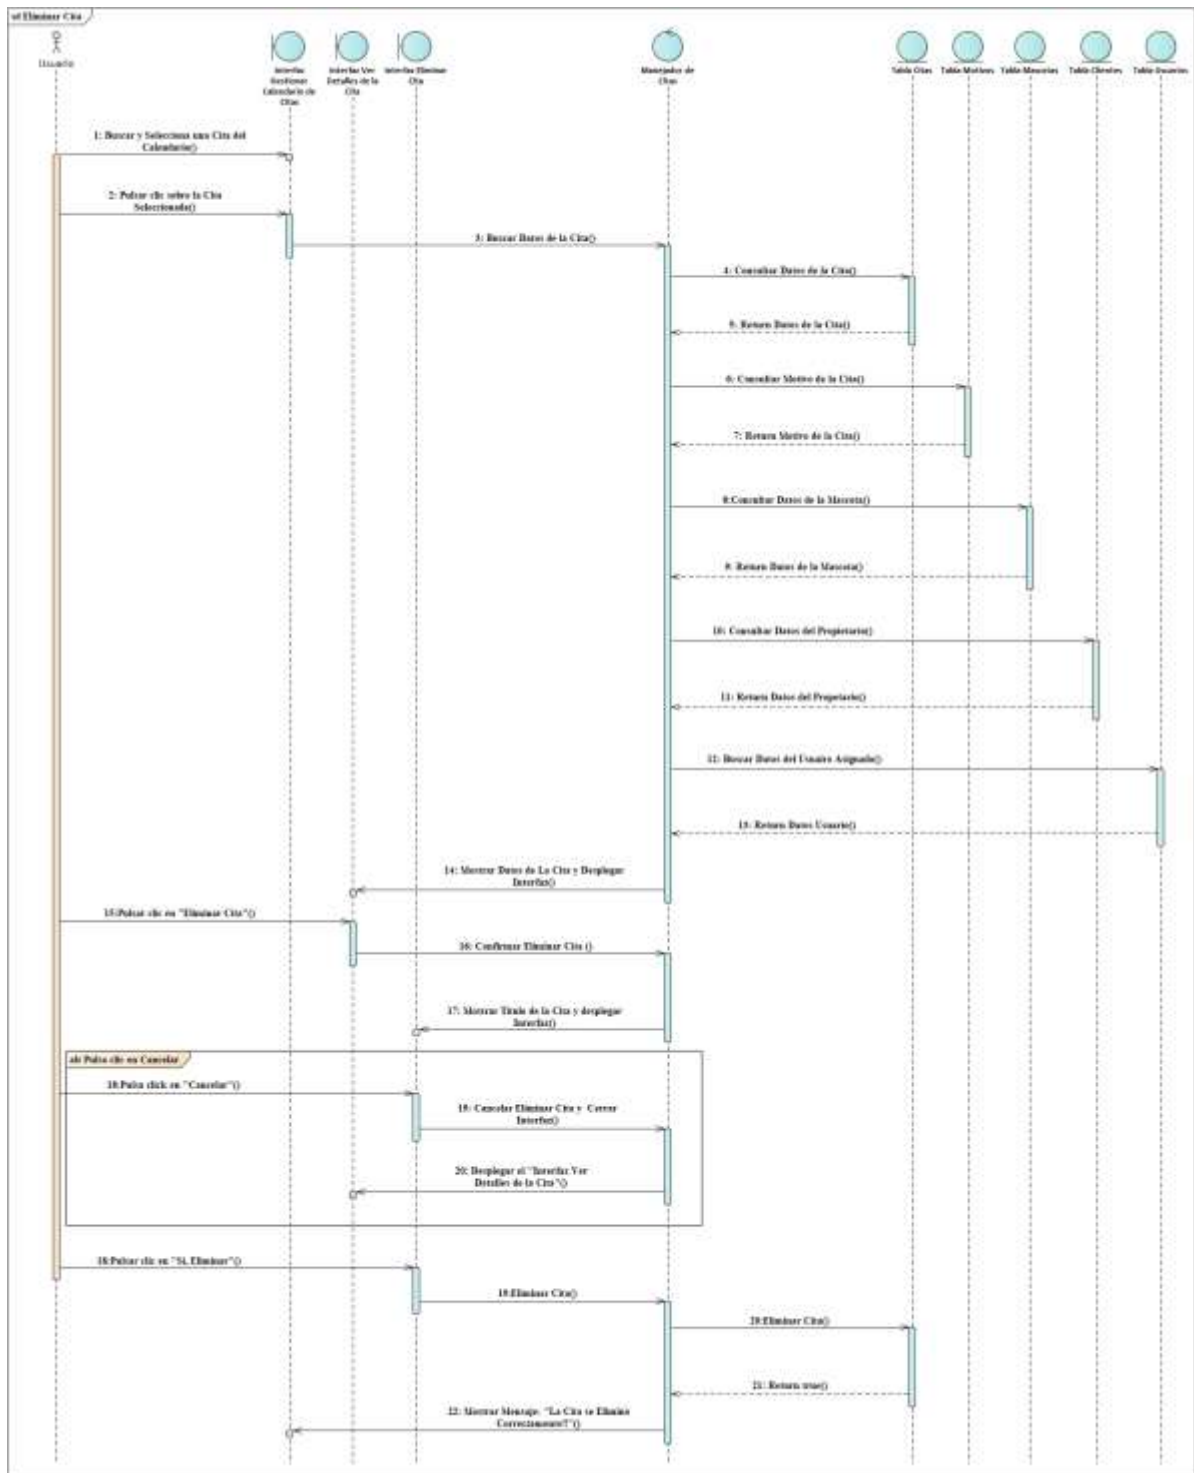 sd Eliminar Cita
Usuario
Interfaz
Gestionar
Calendario de
Citas
Interfaz Ver
Detalles de la
Cita
Interfaz Eliminar
Cita
Manejador de
Citas
Tabla Citas
Tabla Motivos
Tabla Mascotas
Tabla Clientes
Tabla Usuarios
1: Buscar y Selecciona una Cita del
Calendario()
2: Pulsar clic sobre la Cita
Seleccionada()
3: Buscar Datos de la Cita()
4: Consultar Datos de la Cita()
5: Return Datos de la Cita()
6: Consultar Motivo de la Cita()
7: Return Motivo de la Cita()
8:Consultar Datos de la Mascota()
9: Return Datos de la Mascota()
10: Consultar Datos del Propietario()
11: Return Datos del Propetario()
12: Buscar Datos del Usuairo Asignado()
13: Return Datos Usuario()
14: Mostrar Datos de La Cita y Desplegar
Interfaz()
15:Pulsar clic en "Eliminar Cita"()
16: Confirmar Eliminar Cita ()
17: Mostrar Titulo de la Cita y desplegar
Interfaz()
alt Pulsa clic en Cancelar
18:Pulsa click en "Cancelar"()
19: Cancelar Eliminar Cita y Cerrar
Interfaz()
20: Desplegar el "Interfaz Ver
Detalles de la Cita"()
18:Pulsar clic en "Si, Eliminar"()
19:Eliminar Cita()
20:Eliminar Cita()
21: Return true()
22: Mostrar Mensaje: "La Cita se Elimino
Correctamente!!"()